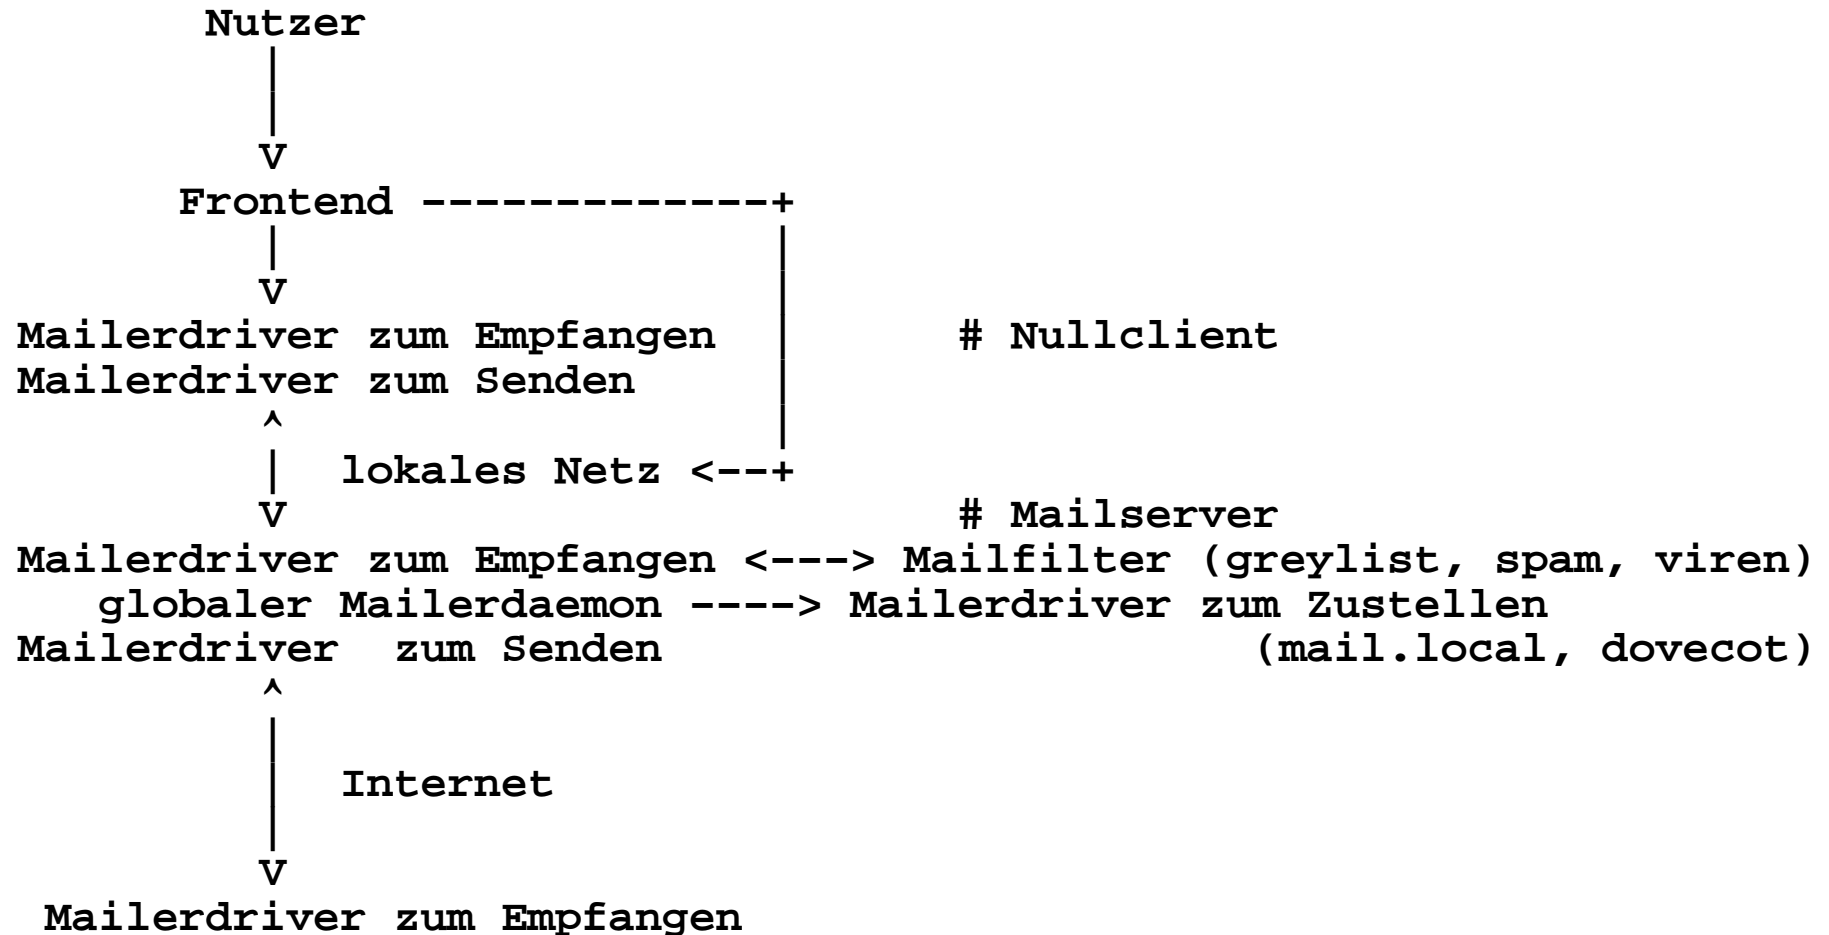 Nutzer
|
|
V
Frontend -------------+
| |
V |
Mailerdriver zum Empfangen | # Nullclient
Mailerdriver zum Senden |
^ |
| lokales Netz <--+
V # Mailserver
Mailerdriver zum Empfangen <---> Mailfilter (greylist, spam, viren)
globaler Mailerdaemon ----> Mailerdriver zum Zustellen
Mailerdriver zum Senden (mail.local, dovecot)
^
|
| Internet
|
V
Mailerdriver zum Empfangen